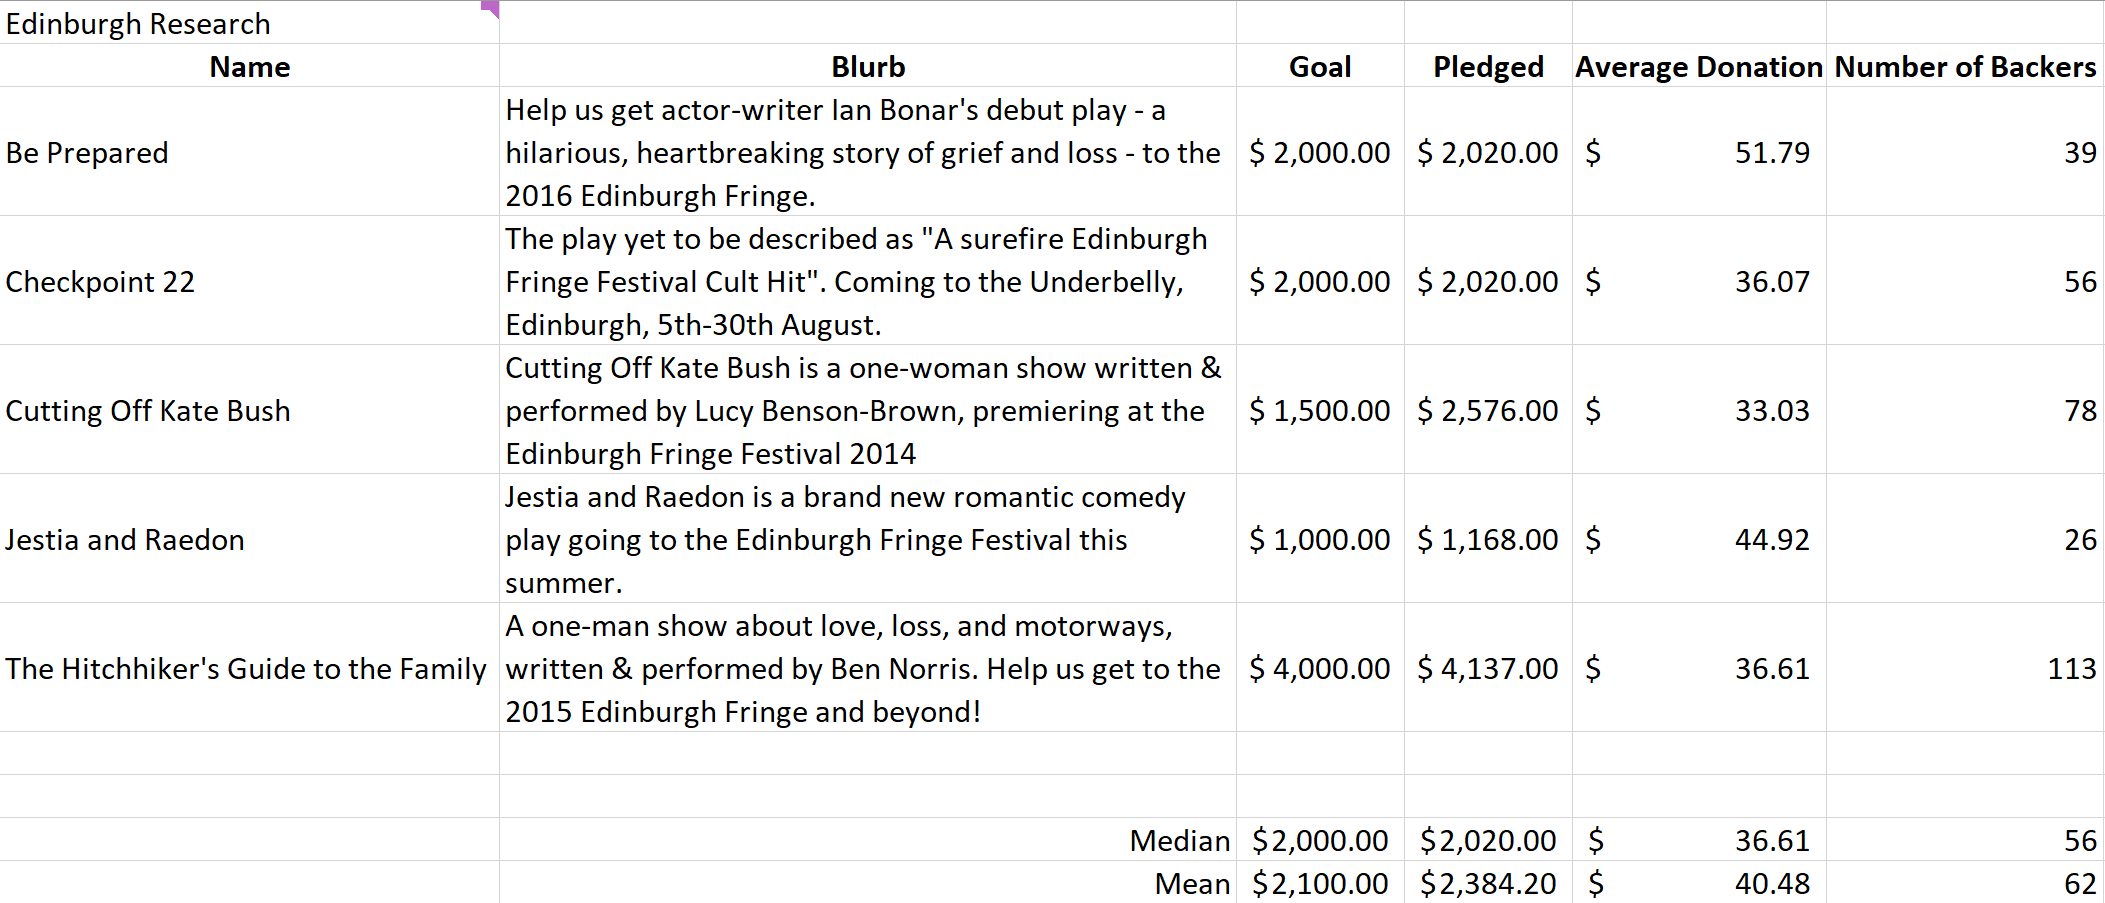 Edinburgh Research
Name Blurb Goal Pledged Average Donation Number of Backers
Help us get actor-writer Ian Bonar's debut play - a
Be Prepared hilarious, heartbreaking story of grief and loss - to the $ 2,000.00 $ 2,020.00 $ 51.79 39
2016 Edinburgh Fringe.
The play yet to be described as "A surefire Edinburgh
Checkpoint 22 Fringe Festival Cult Hit". Coming to the Underbelly, $ 2,000.00 $ 2,020.00 $ 36.07 56
Edinburgh, 5th-30th August.
Cutting Off Kate Bush is a one-woman show written &
Cutting Off Kate Bush performed by Lucy Benson-Brown, premiering at the $ 1,500.00 $ 2,576.00 $ 33.03 78
Edinburgh Fringe Festival 2014
Jestia and Raedon is a brand new romantic comedy
Jestia and Raedon play going to the Edinburgh Fringe Festival this $ 1,000.00 $ 1,168.00 $ 44.92 26
summer.
A one-man show about love, loss, and motorways,
The Hitchhiker's Guide to the Family written & performed by Ben Norris. Help us get to the $ 4,000.00 $ 4,137.00 $ 36.61 113
2015 Edinburgh Fringe and beyond!
Median $2,000.00 $2,020.00 $ 36.61 56
Mean $2,100.00 $2,384.20 $ 40.48 62